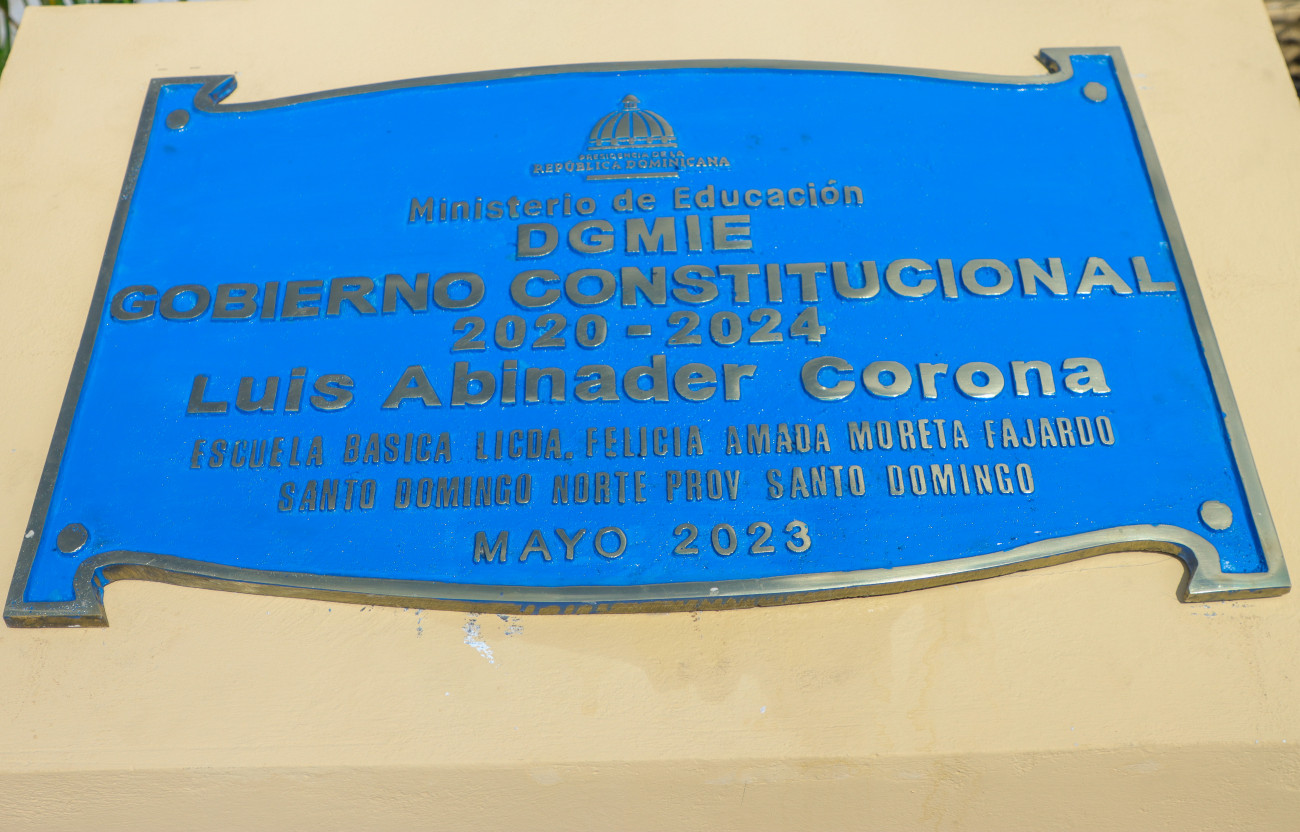 PRESIDENCIA DE LA
REPÚBLICA DOMINICANA
Ministerio de Educación
DGMIE
GOBIERNO CONSTITUCIONAL
2020 - 2024
Luis Abinader Corona
ESCUELA BASICA LICDA. FELICIA AMADA MORETA FAJARDO
SANTO DOMINGO NORTE PROV SANTO DOMINGO
MAYO 2023